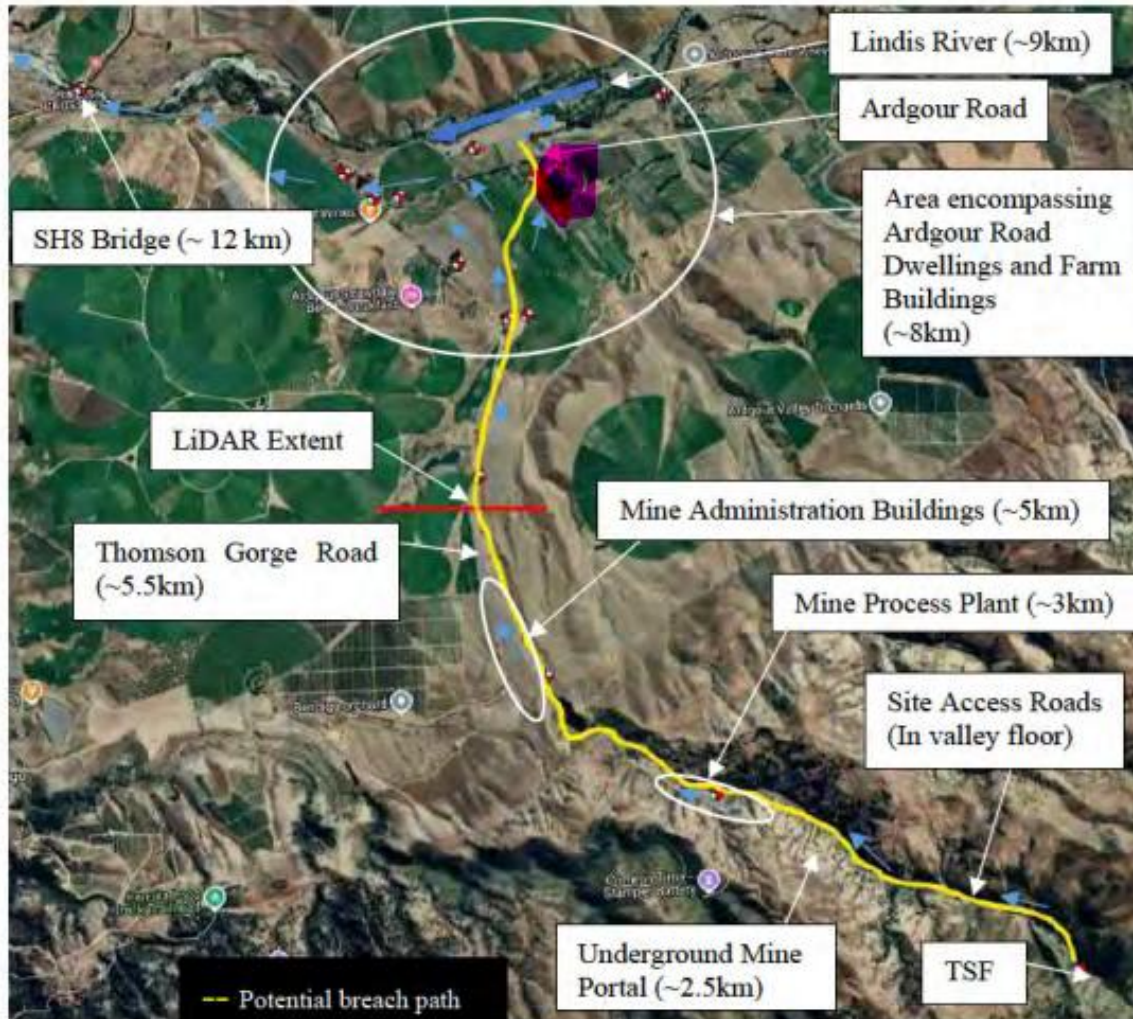 Lindis River (~9km)
Ardgour Road
Area encompassing
Ardgour Road
Dwellings and Farm
Buildings
(~8km)
SH8 Bridge (~ 12 km)
LiDAR Extent
Mine Administration Buildings (~5km)
Thomson Gorge Road
(~5.5km)
Mine Process Plant (~3km)
Site Access Roads
(In valley floor)
Underground Mine
Portal (~2.5km)
TSF
Potential breach path